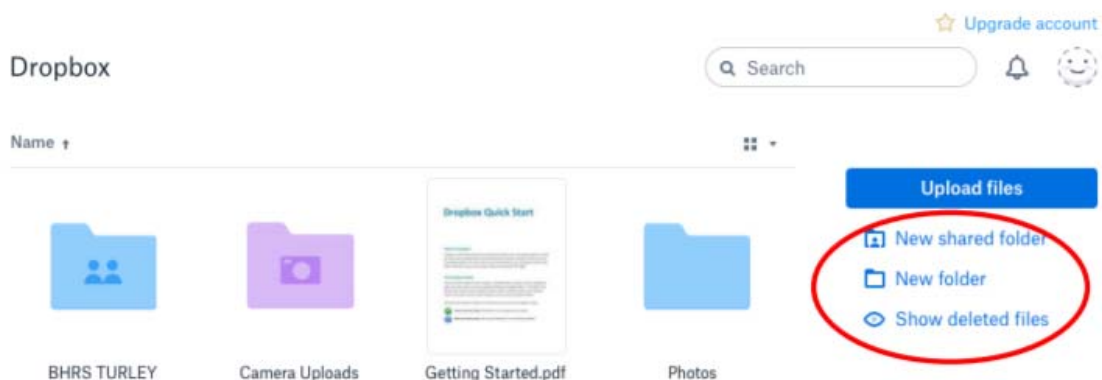 Upgrade account
Dropbox
Search
Name ↑
Upload files
New shared folder
New folder
Show deleted files
Dropbox Quick Start
BHRS TURLEY
Camera Uploads
Getting Started.pdf
Photos